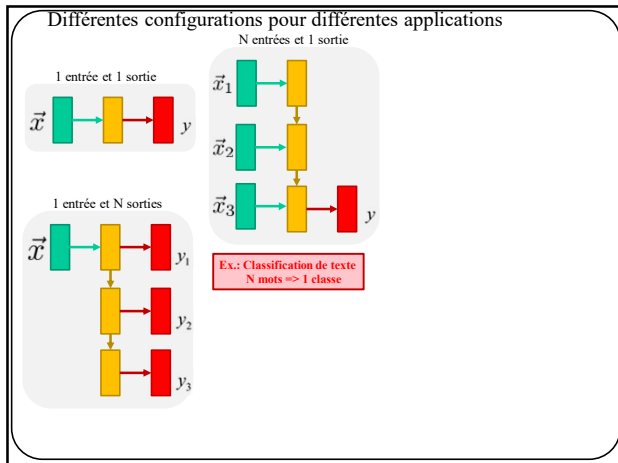 Différentes configurations pour différentes applications
1 entrée et 1 sortie
x⃗
y
1 entrée et N sorties
x⃗
y₁
y₂
y₃
N entrées et 1 sortie
x⃗₁
x⃗₂
x⃗₃
y
Ex.: Classification de texte
N mots => 1 classe